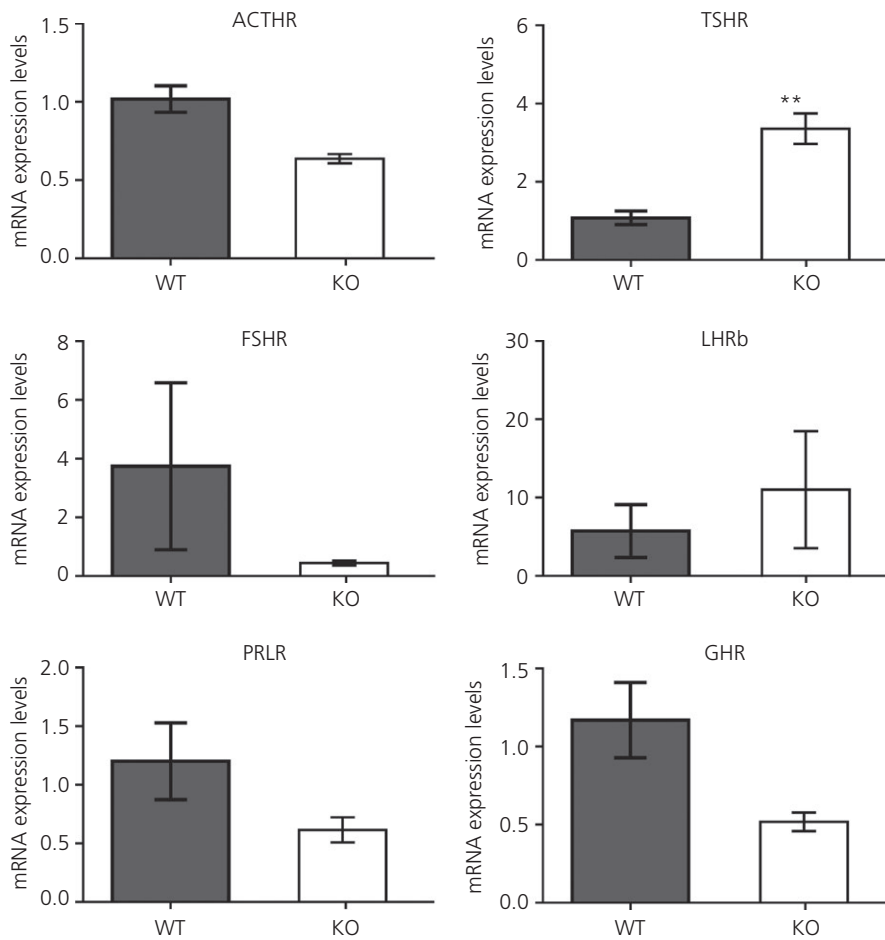 ACTHR
mRNA expression levels
1.5
1.0
0.5
0.0
WT
KO
TSHR
mRNA expression levels
6
4
2
0
**
WT
KO
FSHR
mRNA expression levels
8
6
4
2
0
WT
KO
LHRb
mRNA expression levels
30
20
10
0
WT
KO
PRLR
mRNA expression levels
2.0
1.5
1.0
0.5
0.0
WT
KO
GHR
mRNA expression levels
1.5
1.0
0.5
0.0
WT
KO